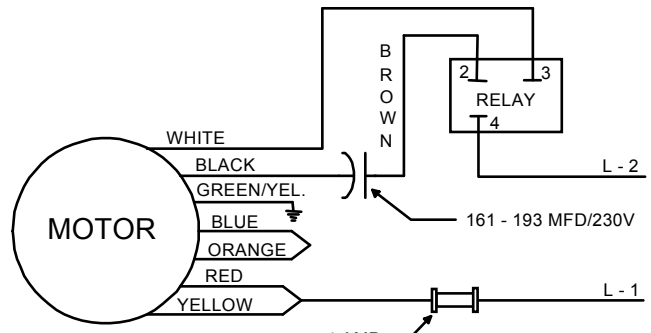 BROWN
2
3
RELAY
4
WHITE
BLACK
L - 2
GREEN/YEL.
161 - 193 MFD/230V
MOTOR
BLUE
ORANGE
RED
L - 1
YELLOW